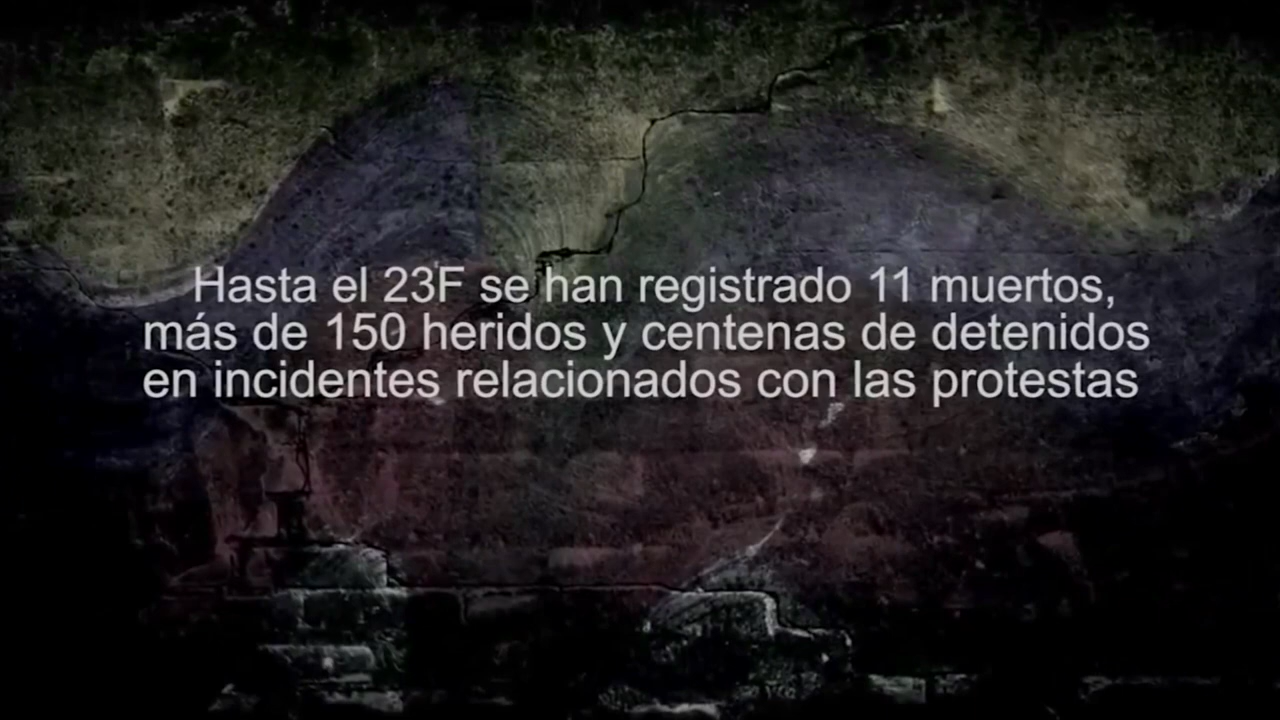 Hasta el 23F se han registrado 11 muertos,
más de 150 heridos y centenas de detenidos
en incidentes relacionados con las protestas